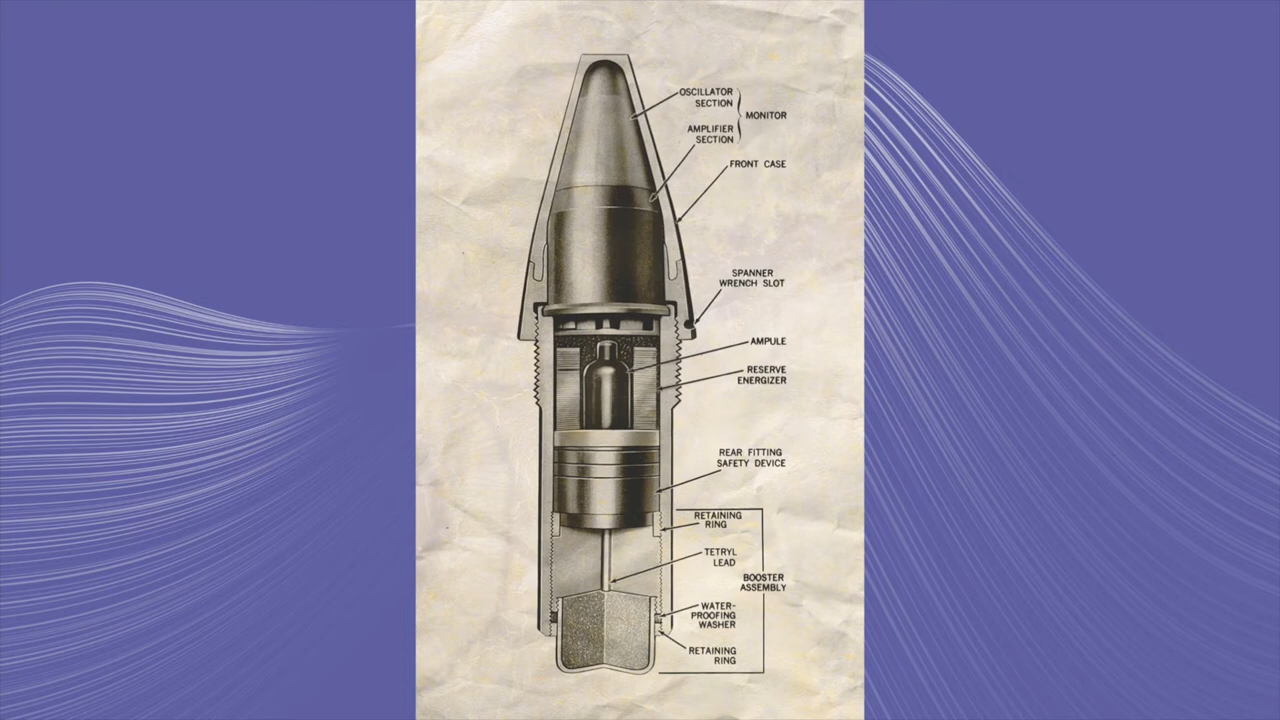 OSCILLATOR
SECTION
MONITOR
AMPLIFIER
SECTION
FRONT CASE
SPANNER
WRENCH SLOT
AMPULE
RESERVE
ENERGIZER
REAR FITTING
SAFETY DEVICE
RETAINING
RING
TETRYL
LEAD
BOOSTER
ASSEMBLY
WATER-
PROOFING
WASHER
RETAINING
RING